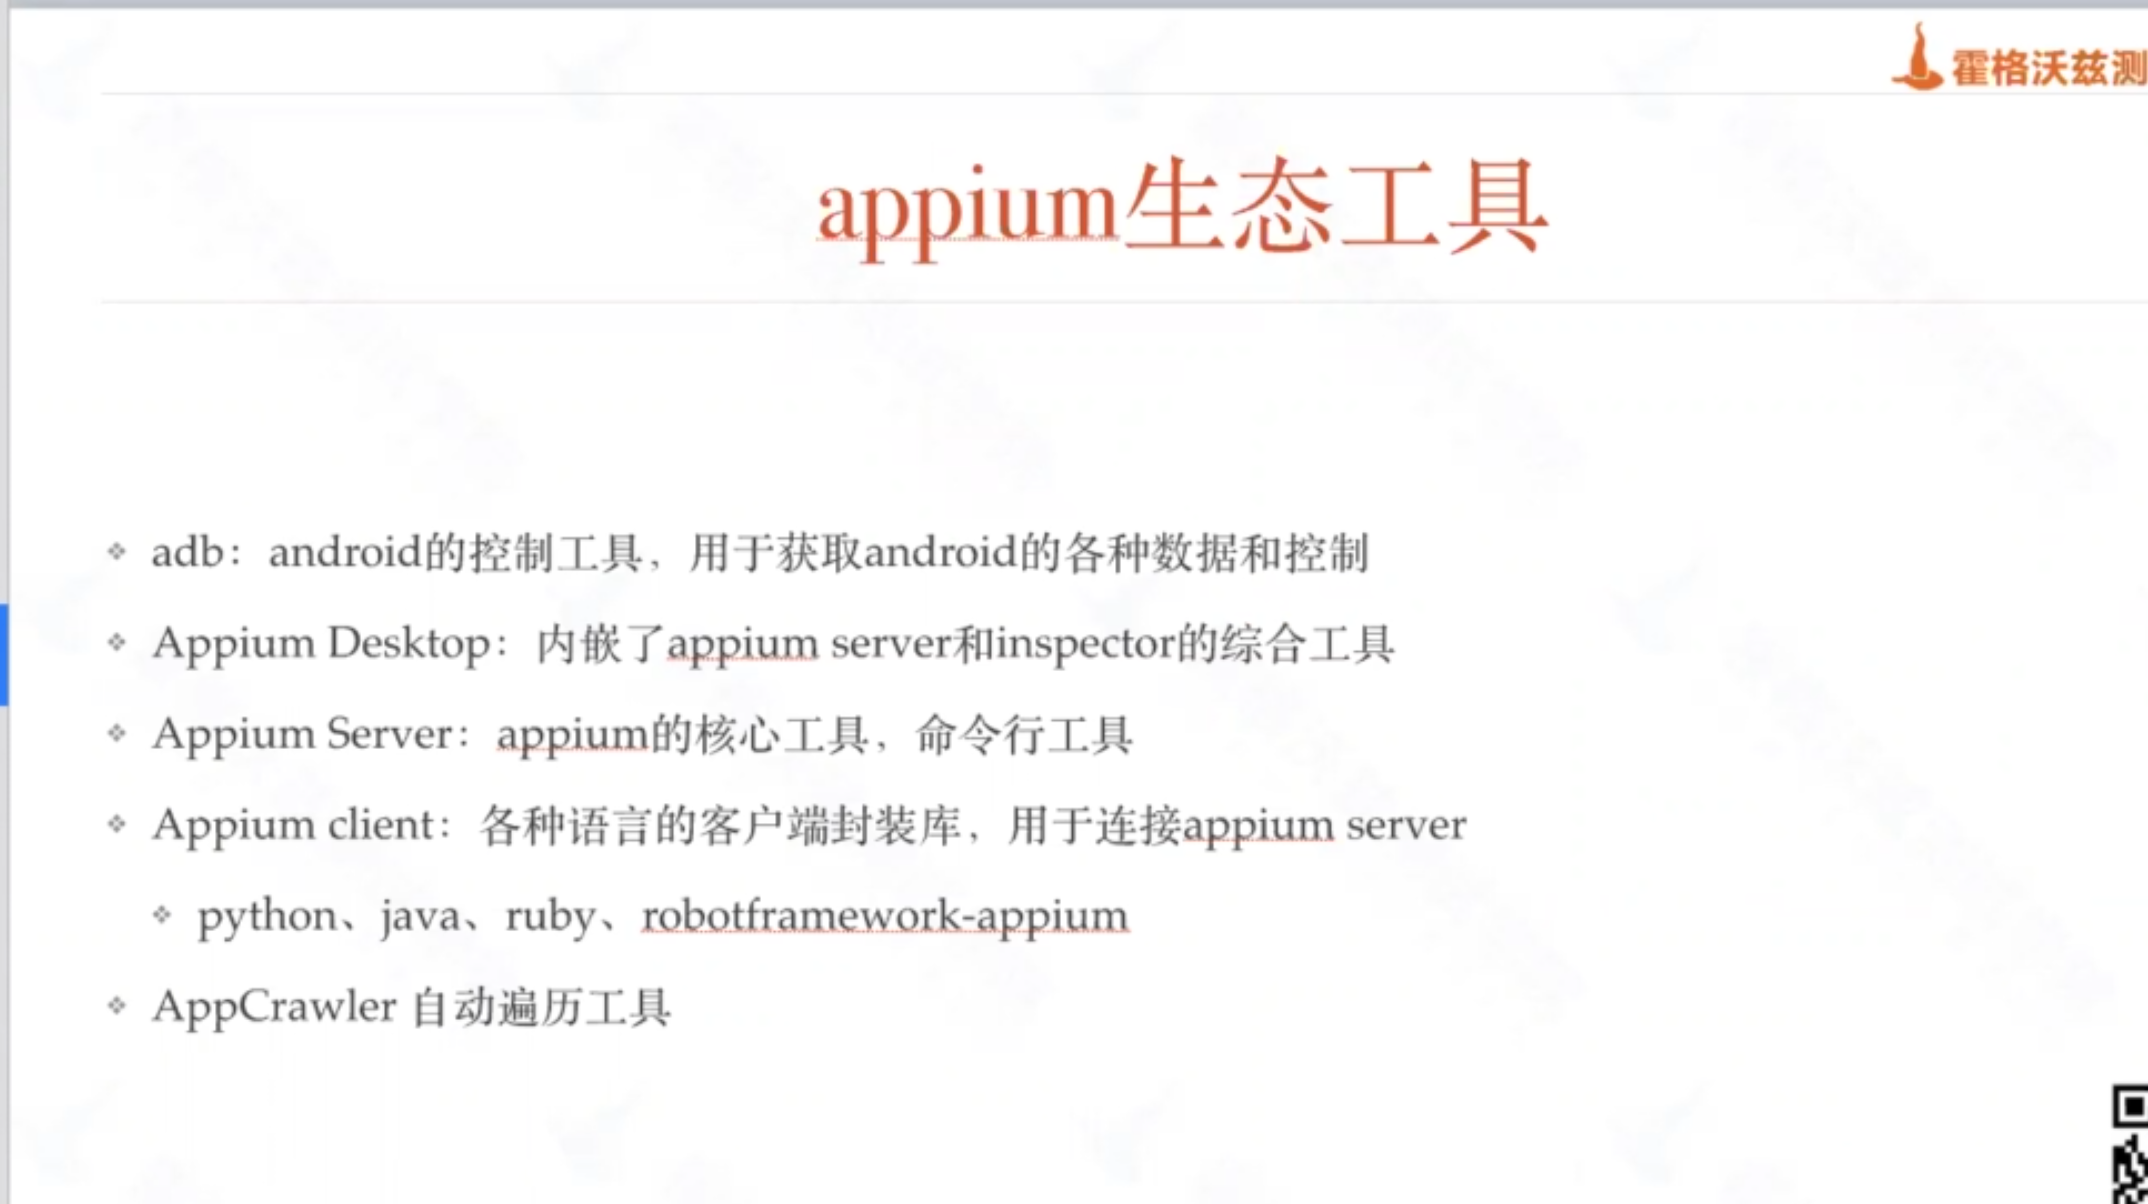 霍格沃兹测
appium生态工具
adb：android的控制工具，用于获取android的各种数据和控制
Appium Desktop：内嵌了appium server和inspector的综合工具
Appium Server：appium的核心工具，命令行工具
Appium client：各种语言的客户端封装库，用于连接appium server
python、java、ruby、robotframework-appium
AppCrawler 自动遍历工具